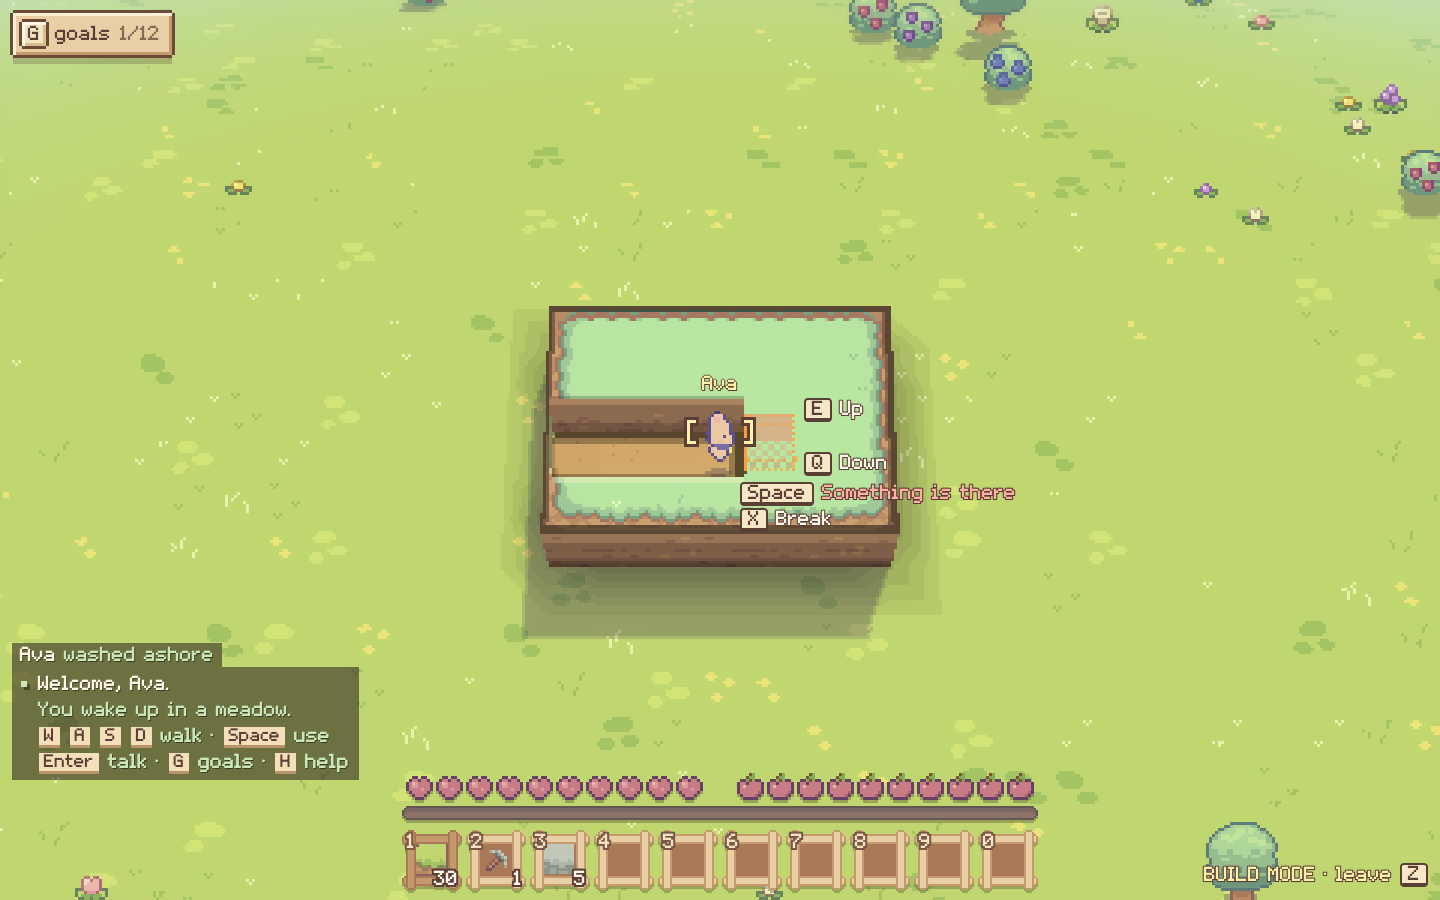 G goals 1/12
Ava
E Up
Q Down
Space Something is there
X Break
Ava washed ashore
Welcome, Ava.
You wake up in a meadow.
W A S D walk · Space use
Enter talk · G goals · H help
1 2 3 4 5 6 7 8 9 0
30 1 5
BUILD MODE · leave Z